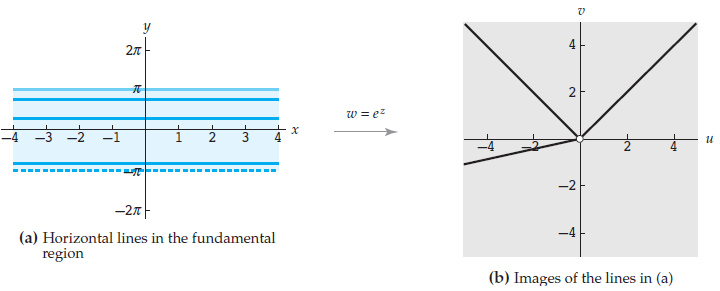 y
2π
π
–4 –3 –2 –1 1 2 3 4 x
–π
–2π
(a) Horizontal lines in the fundamental
region
w = e^z
v
4
2
–4 –2 2 4 u
–2
–4
(b) Images of the lines in (a)